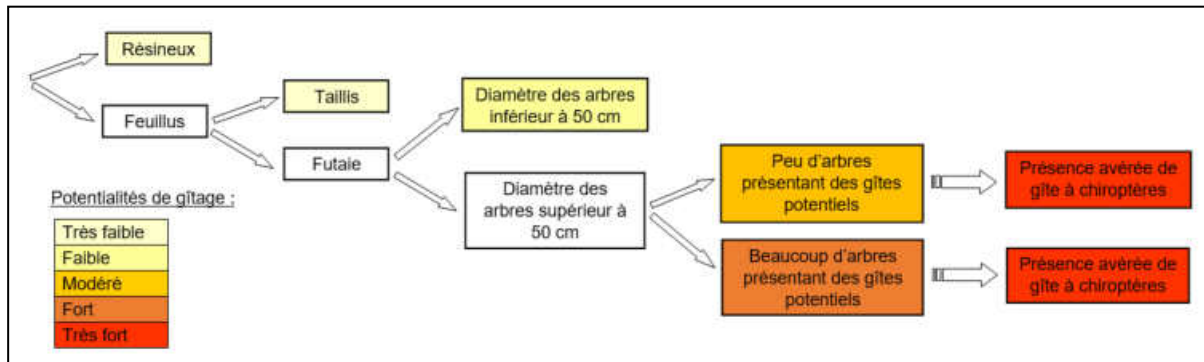 Résineux
Feuillus
Taillis
Futaie
Diamètre des arbres
inférieur à 50 cm
Diamètre des
arbres supérieur à
50 cm
Peu d'arbres
présentant des gîtes
potentiels
Présence avérée de
gîte à chiroptères
Beaucoup d'arbres
présentant des gîtes
potentiels
Présence avérée de
gîte à chiroptères
Potentialités de gîtage :
Très faible
Faible
Modéré
Fort
Très fort